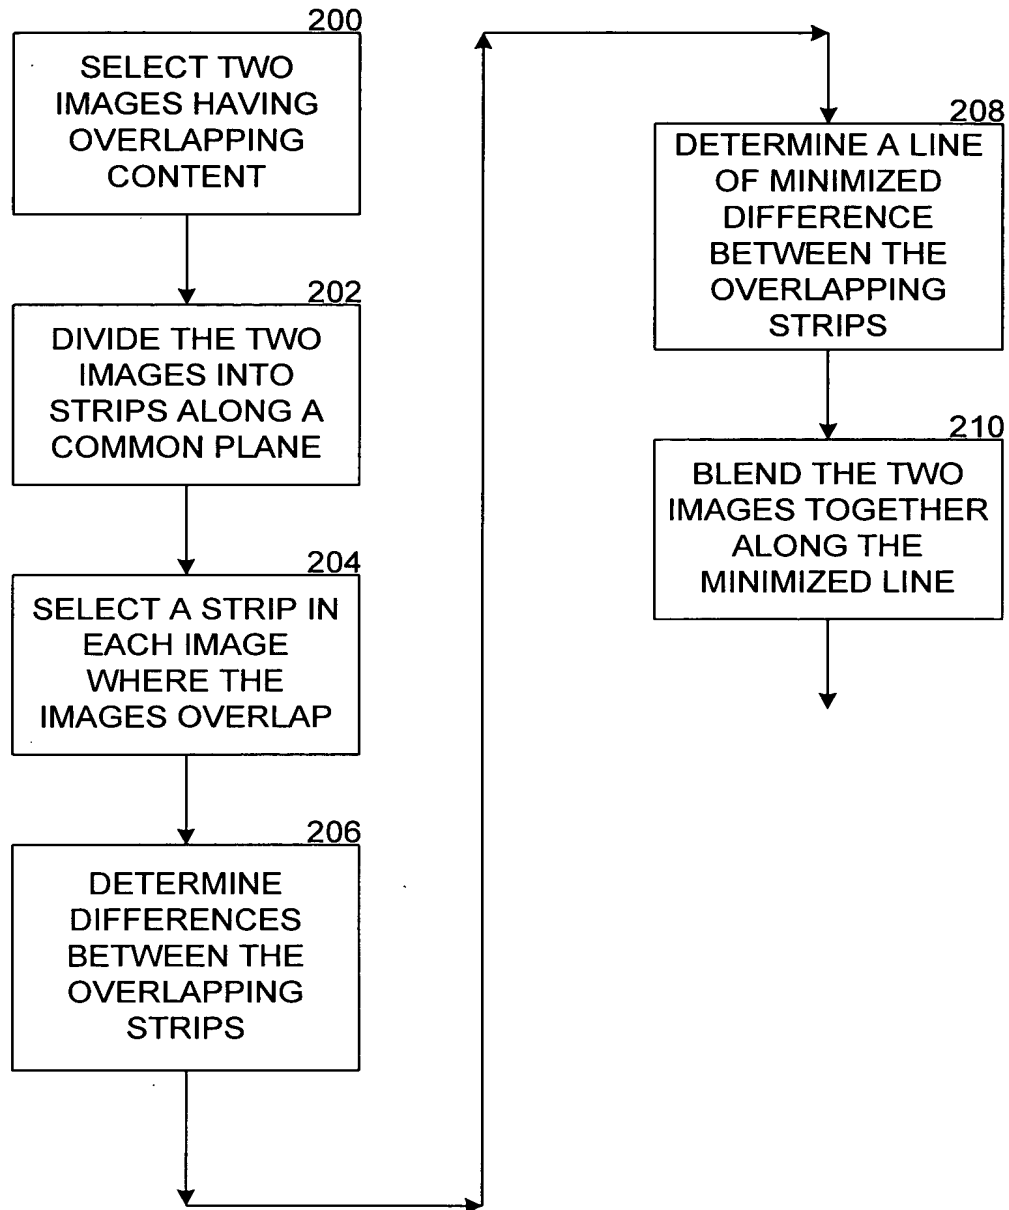 200
SELECT TWO
IMAGES HAVING
OVERLAPPING
CONTENT
202
DIVIDE THE TWO
IMAGES INTO
STRIPS ALONG A
COMMON PLANE
204
SELECT A STRIP IN
EACH IMAGE
WHERE THE
IMAGES OVERLAP
206
DETERMINE
DIFFERENCES
BETWEEN THE
OVERLAPPING
STRIPS
208
DETERMINE A LINE
OF MINIMIZED
DIFFERENCE
BETWEEN THE
OVERLAPPING
STRIPS
210
BLEND THE TWO
IMAGES TOGETHER
ALONG THE
MINIMIZED LINE